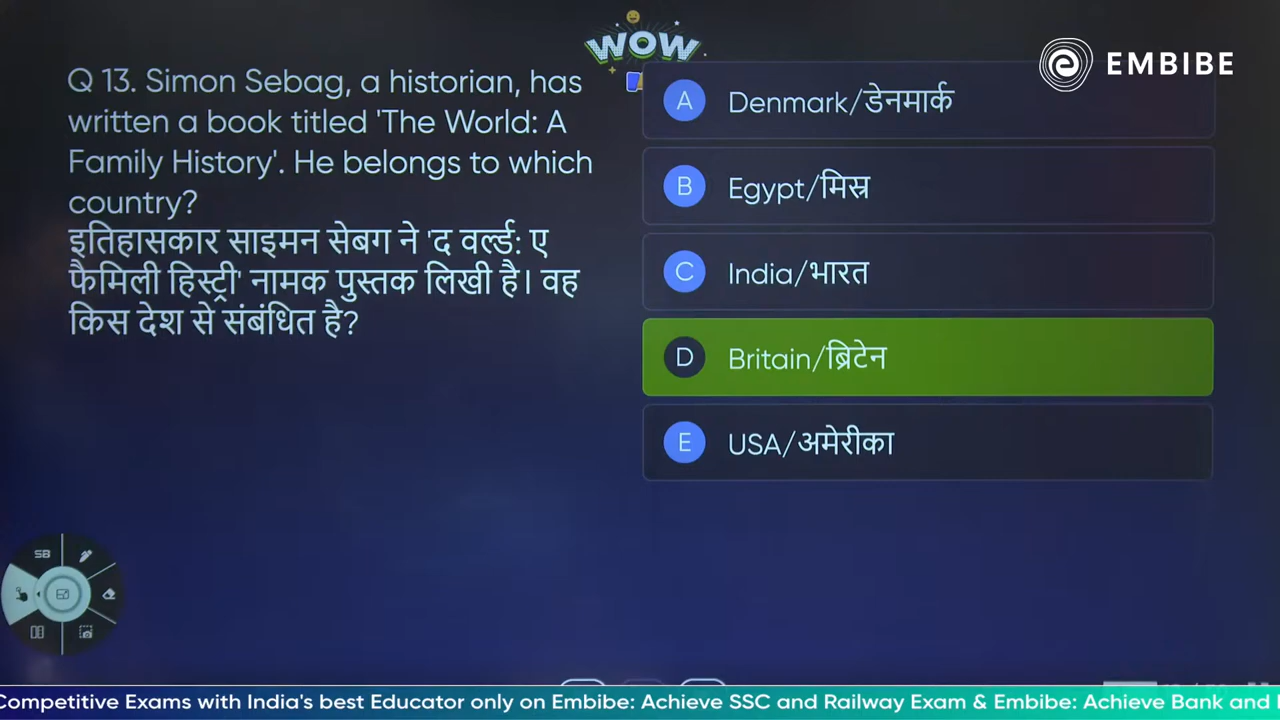 WOW
EMBIBE
Q 13. Simon Sebag, a historian, has
written a book titled 'The World: A
Family History'. He belongs to which
country?
इतिहासकार साइमन सेबग ने 'द वर्ल्ड: ए
फैमिली हिस्ट्री' नामक पुस्तक लिखी है। वह
किस देश से संबंधित है?
A Denmark/डेनमार्क
B Egypt/मिस्र
C India/भारत
D Britain/ब्रिटेन
E USA/अमेरीका
SB
Competitive Exams with India's best Educator only on Embibe: Achieve SSC and Railway Exam & Embibe: Achieve Bank and